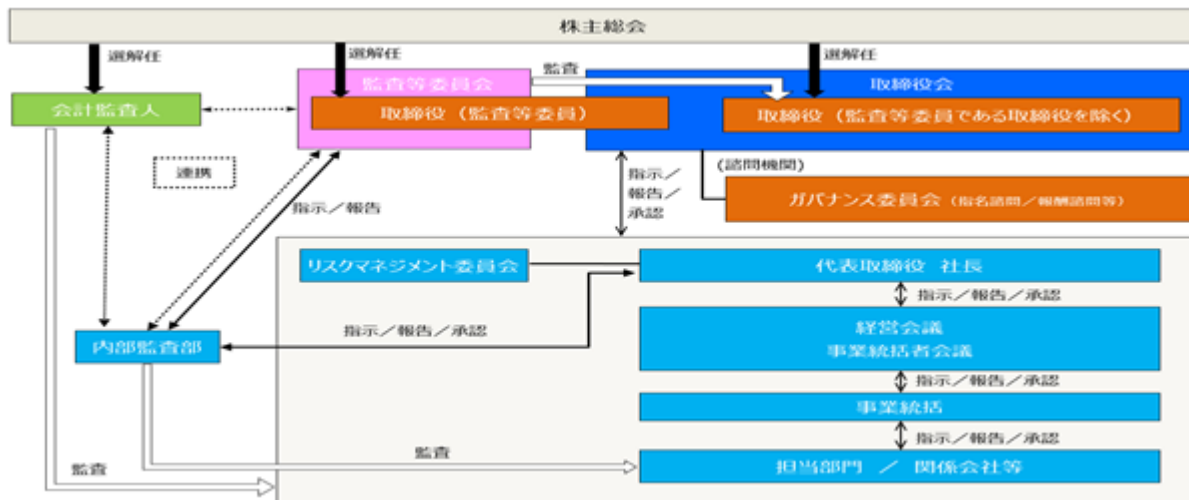 株主総会
選解任
選解任
選解任
監査等委員会
監査
取締役会
会計監査人
取締役(監査等委員)
取締役(監査等委員である取締役を除く)
連携
指示/報告
指示/
報告/
承認
(諮問機関)
ガバナンス委員会(指名諮問/報酬諮問等)
リスクマネジメント委員会
代表取締役 社長
指示/報告/承認
経営会議
事業統括者会議
指示/報告/承認
内部監査部
指示/報告/承認
事業統括
指示/報告/承認
監査
監査
担当部門 / 関係会社等